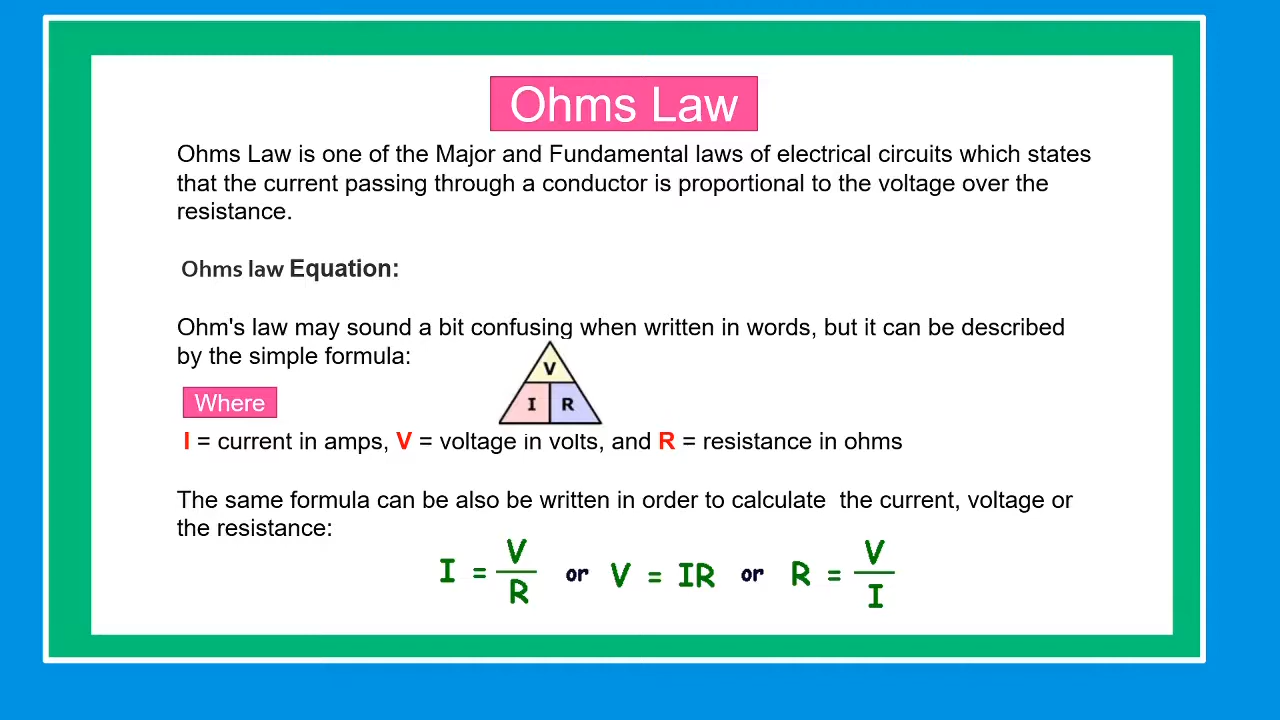 Ohms Law
Ohms Law is one of the Major and Fundamental laws of electrical circuits which states
that the current passing through a conductor is proportional to the voltage over the
resistance.
Ohms law Equation:
Ohm's law may sound a bit confusing when written in words, but it can be described
by the simple formula:
V
I R
Where
I = current in amps, V = voltage in volts, and R = resistance in ohms
The same formula can be also be written in order to calculate  the current, voltage or
the resistance:
I = V/R or V = IR or R = V/I